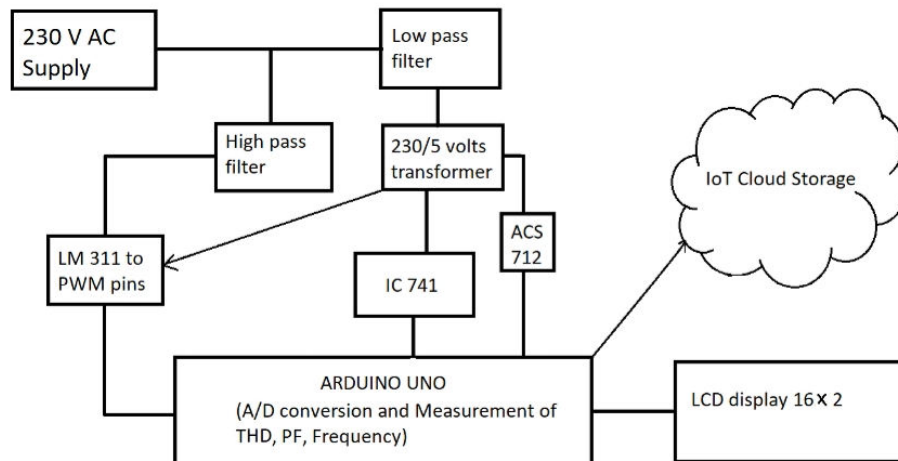 230 V AC
Supply
Low pass
filter
High pass
filter
230/5 volts
transformer
IoT Cloud Storage
ACS
712
LM 311 to
PWM pins
IC 741
ARDUINO UNO
(A/D conversion and Measurement of
THD, PF, Frequency)
LCD display 16 x 2